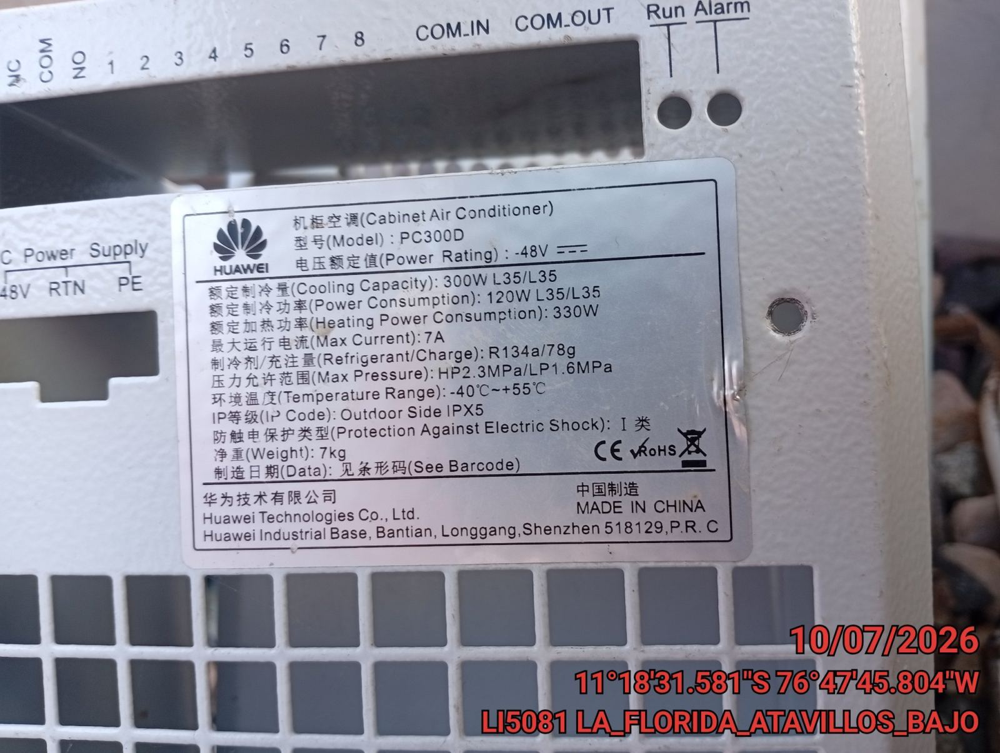 NC COM NO 1 2 3 4 5 6 7 8 COM_IN COM_OUT Run Alarm
C Power Supply
48V RTN PE
HUAWEI
机柜空调(Cabinet Air Conditioner)
型号(Model) : PC300D
电压额定值(Power Rating) : -48V
额定制冷量(Cooling Capacity): 300W L35/L35
额定制冷功率(Power Consumption): 120W L35/L35
额定加热功率(Heating Power Consumption): 330W
最大运行电流(Max Current): 7A
制冷剂/充注量(Refrigerant/Charge): R134a/78g
压力允许范围(Max Pressure): HP2.3MPa/LP1.6MPa
环境温度(Temperature Range): -40℃~+55℃
IP等级(IP Code): Outdoor Side IPX5
防触电保护类型(Protection Against Electric Shock): I 类
净重(Weight): 7kg
制造日期(Data): 见条形码(See Barcode)
CE RoHS
华为技术有限公司
Huawei Technologies Co., Ltd.
中国制造
MADE IN CHINA
Huawei Industrial Base, Bantian, Longgang,Shenzhen 518129,P.R. C
10/07/2026
11°18'31.581"S 76°47'45.804"W
LI5081 LA_FLORIDA_ATAVILLOS_BAJO